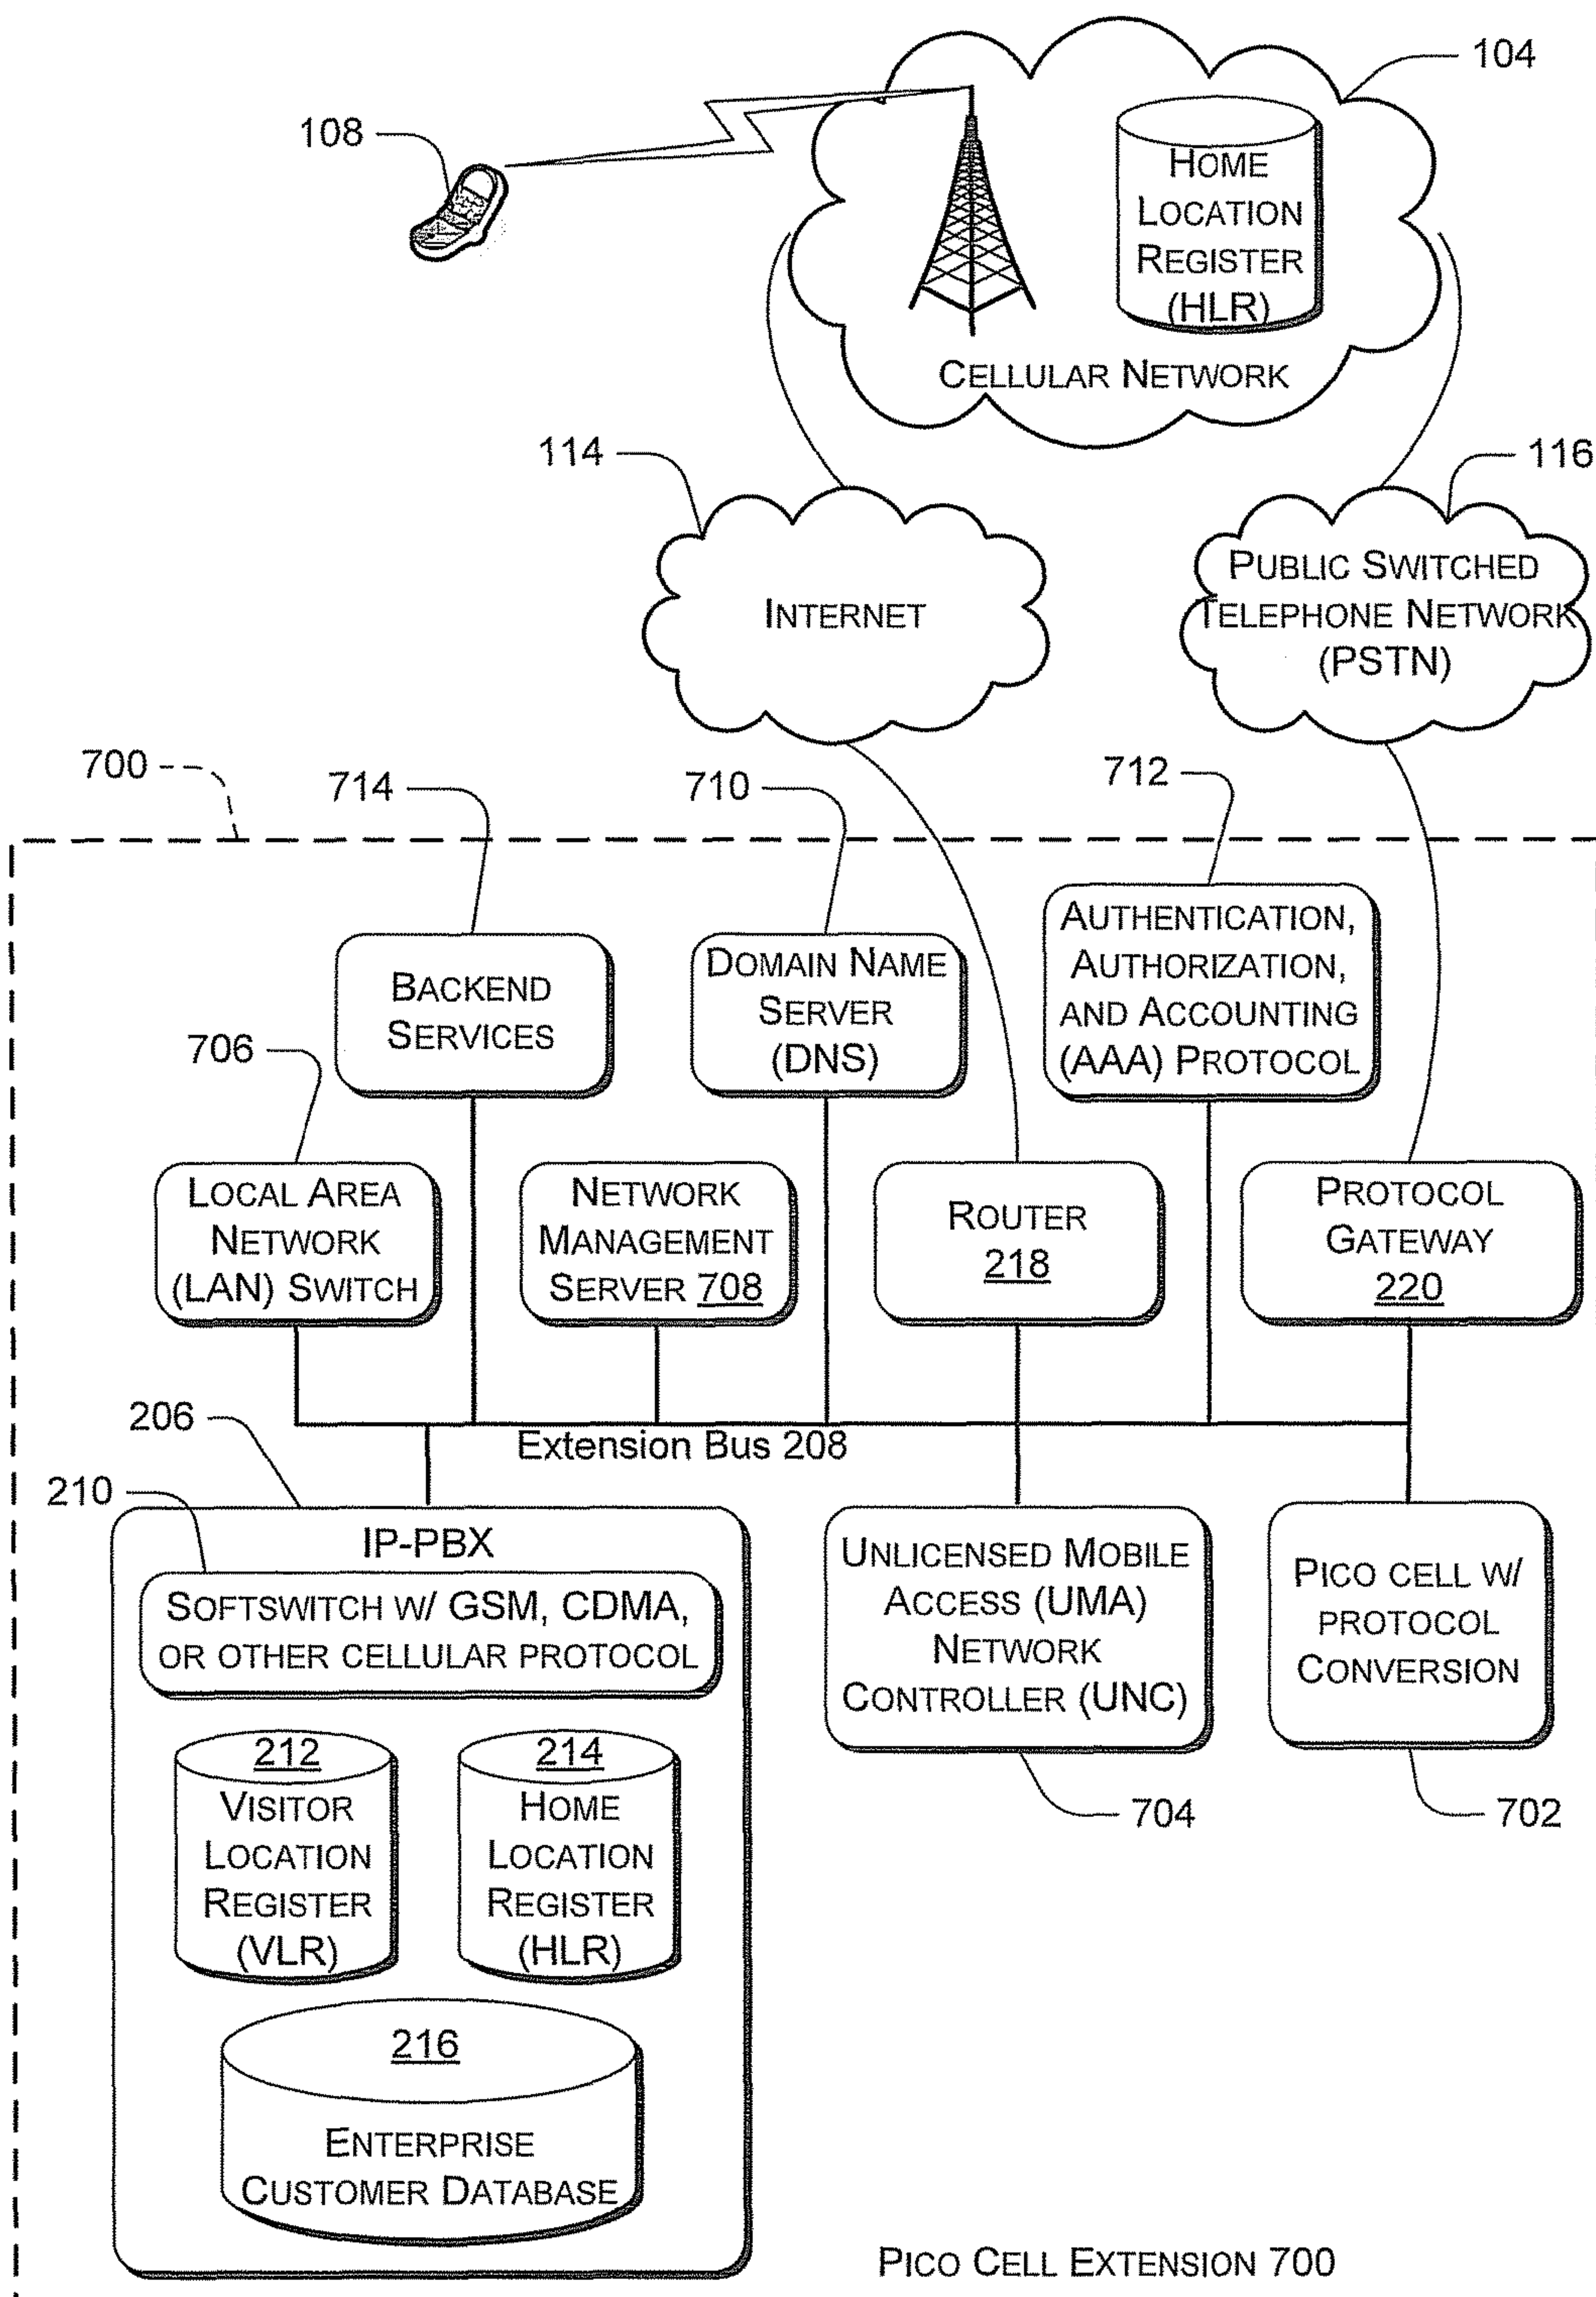 104
108
HOME
LOCATION
REGISTER
(HLR)
CELLULAR NETWORK
114
116
INTERNET
PUBLIC SWITCHED
TELEPHONE NETWORK
(PSTN)
700
714
710
712
BACKEND
SERVICES
DOMAIN NAME
SERVER
(DNS)
AUTHENTICATION,
AUTHORIZATION,
AND ACCOUNTING
(AAA) PROTOCOL
706
LOCAL AREA
NETWORK
(LAN) SWITCH
NETWORK
MANAGEMENT
SERVER 708
ROUTER
218
PROTOCOL
GATEWAY
220
206
Extension Bus 208
210
IP-PBX
SOFTSWITCH W/ GSM, CDMA,
OR OTHER CELLULAR PROTOCOL
UNLICENSED MOBILE
ACCESS (UMA)
NETWORK
CONTROLLER (UNC)
PICO CELL W/
PROTOCOL
CONVERSION
212
VISITOR
LOCATION
REGISTER
(VLR)
214
HOME
LOCATION
REGISTER
(HLR)
704
702
216
ENTERPRISE
CUSTOMER DATABASE
PICO CELL EXTENSION 700